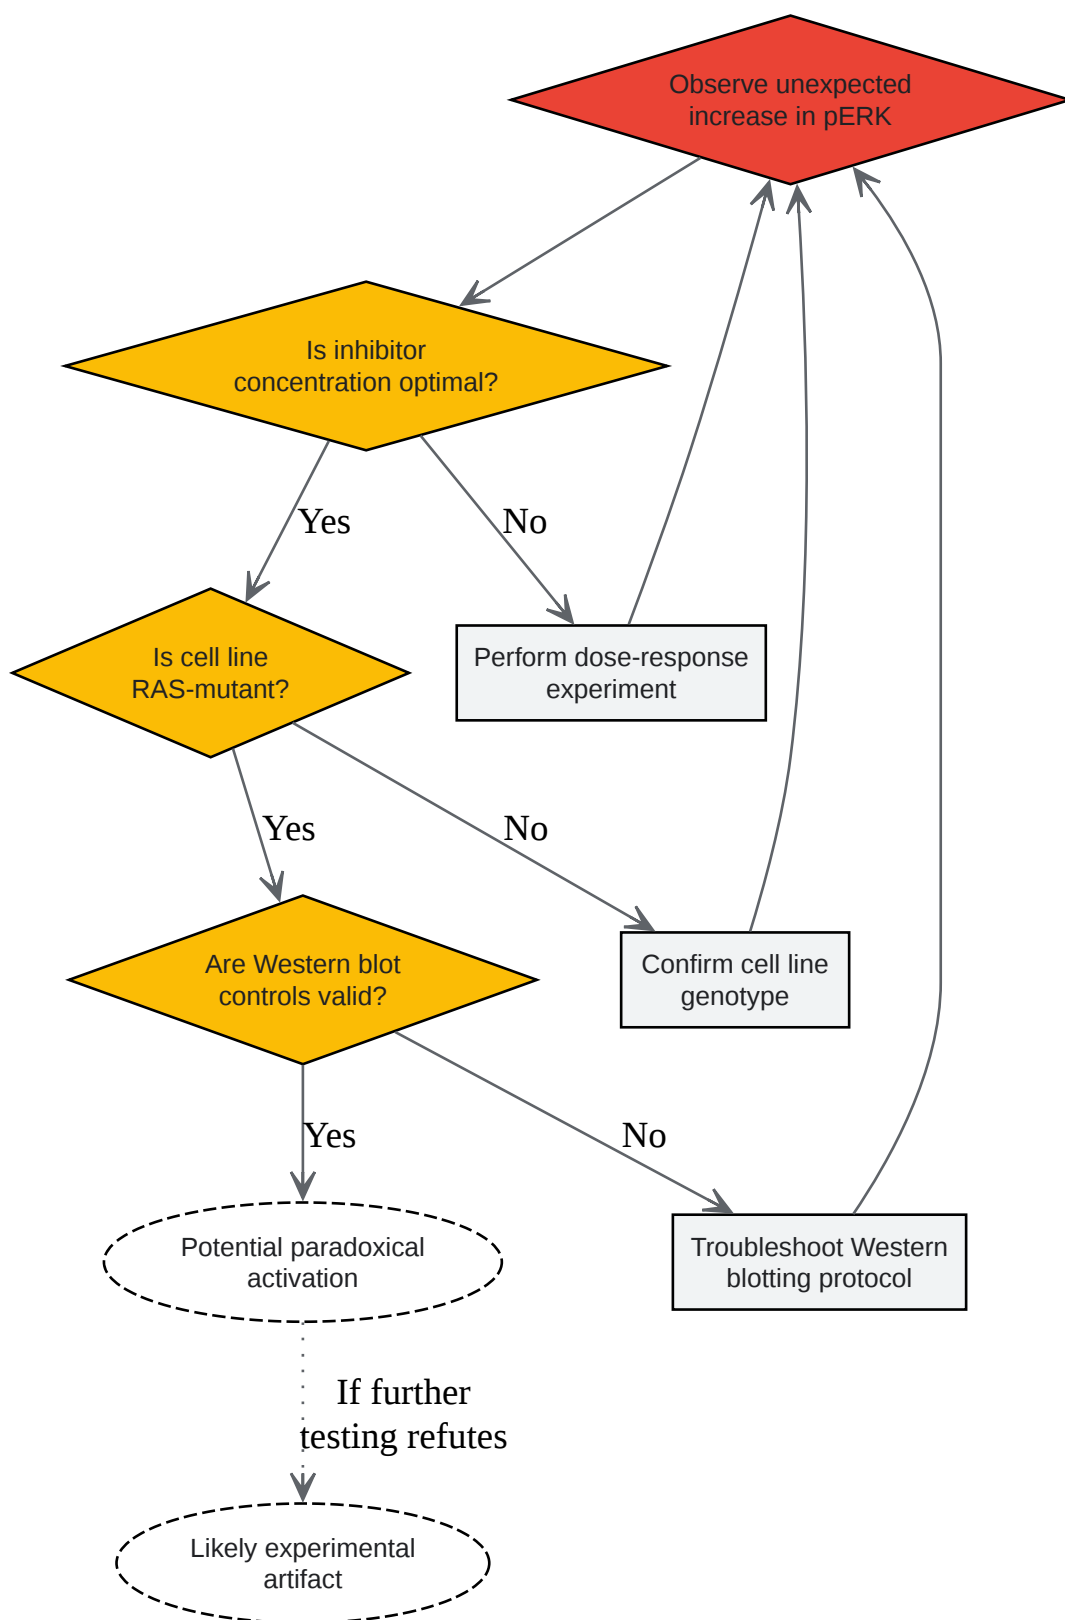 Observe unexpected
increase in pERK
Is inhibitor
concentration optimal?
Yes
No
Is cell line
RAS-mutant?
Perform dose-response
experiment
Yes
No
Are Western blot
controls valid?
Confirm cell line
genotype
Yes
No
Potential paradoxical
activation
Troubleshoot Western
blotting protocol
If further
testing refutes
Likely experimental
artifact